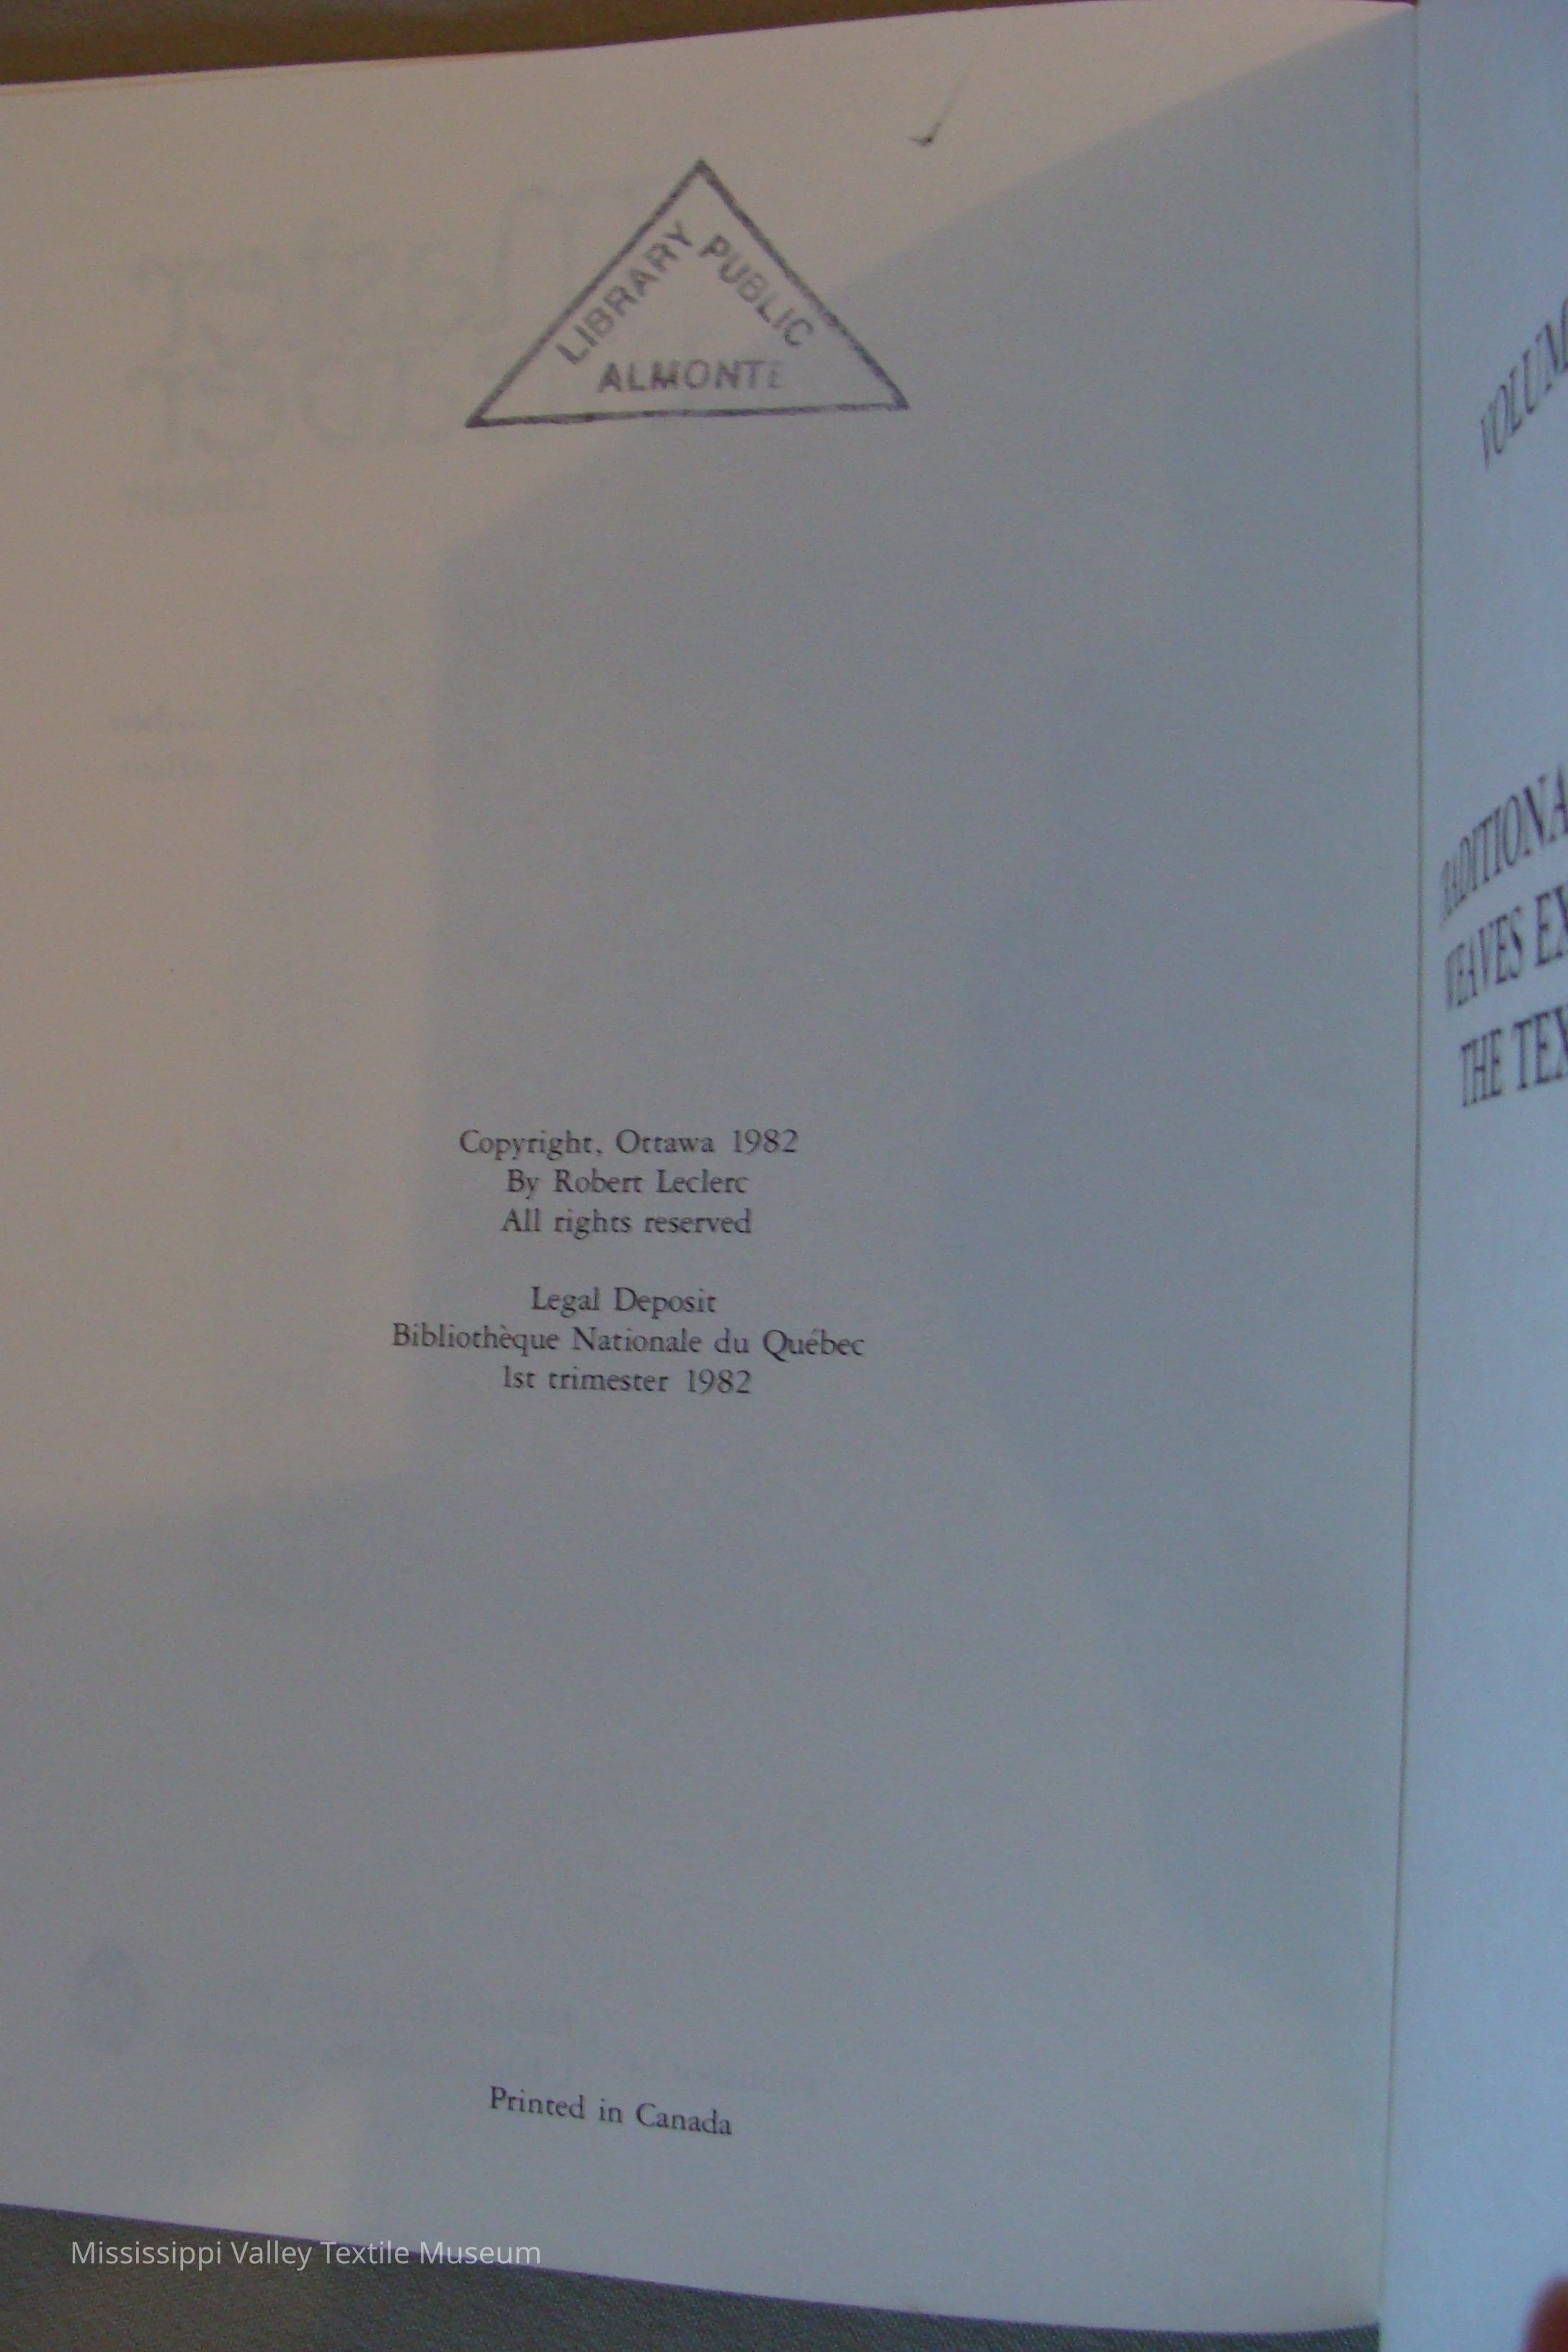 LIBRARY
PUBLIC
ALMONTE
Copyright, Ottawa 1982
By Robert Leclerc
All rights reserved
Legal Deposit
Bibliothèque Nationale du Québec
1st trimester 1982
Printed in Canada
THE
Mississippi Valley Textile Museum